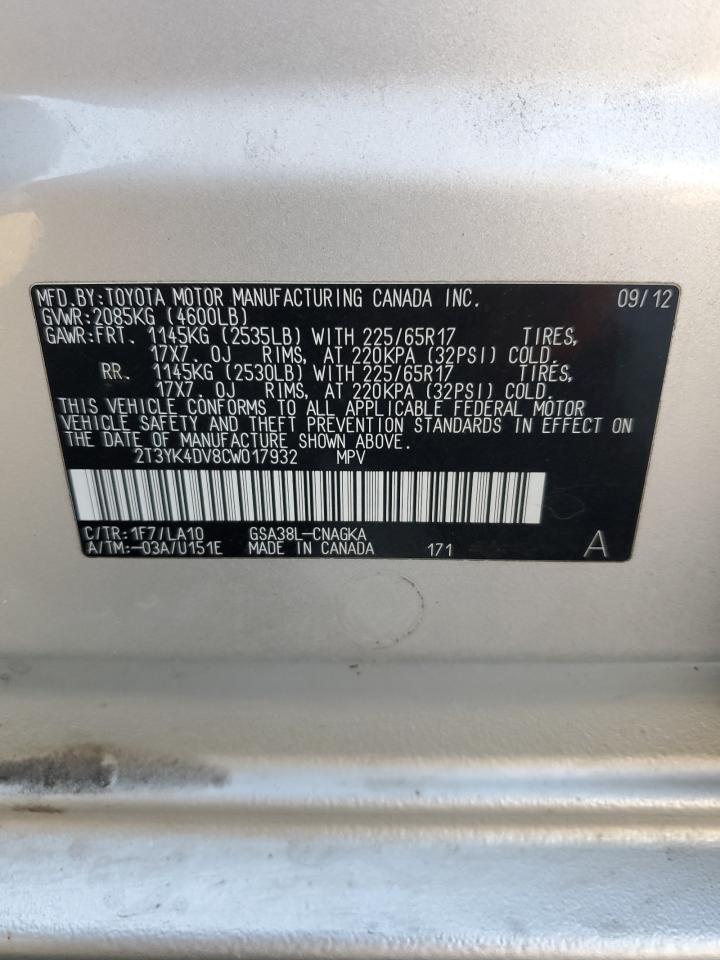 MFD.BY:TOYOTA MOTOR MANUFACTURING CANADA INC. 09/12
GVWR:2085KG (4600LB)
GAWR:FRT. 1145KG (2535LB) WITH 225/65R17 TIRES,
17X7.0J RIMS, AT 220KPA (32PSI) COLD.
RR. 1145KG (2530LB) WITH 225/65R17 TIRES,
17X7.0J RIMS, AT 220KPA (32PSI) COLD.
THIS VEHICLE CONFORMS TO ALL APPLICABLE FEDERAL MOTOR
VEHICLE SAFETY AND THEFT PREVENTION STANDARDS IN EFFECT ON
THE DATE OF MANUFACTURE SHOWN ABOVE.
2T3YK4DV8CW017932 MPV
C/TR:1F7/LA10 GSA38L-CNAGKA
A/TM:-03A/U151E MADE IN CANADA 171 A